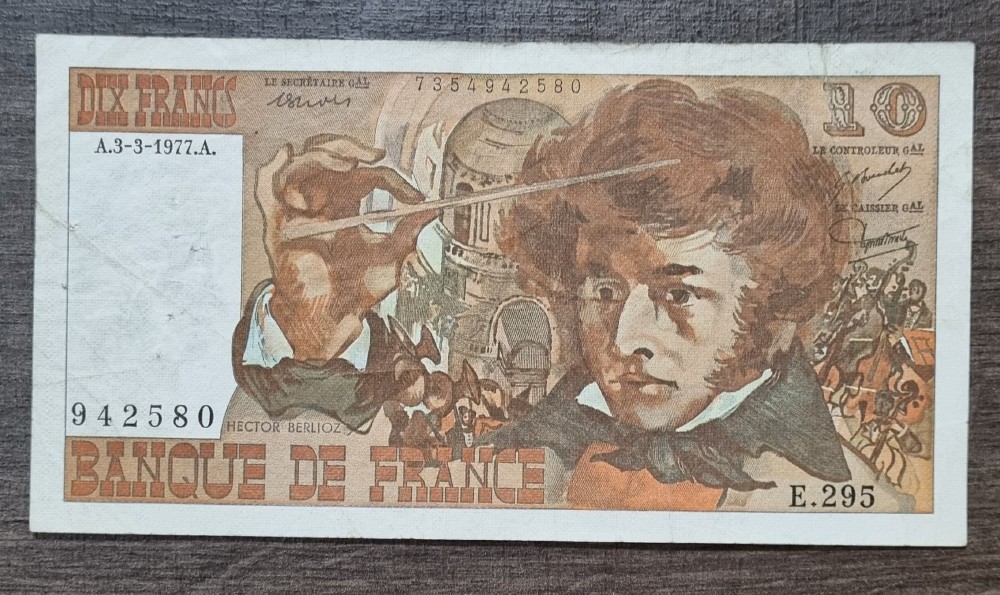 DIX FRANCS
LE SECRÉTAIRE GAL
7354942580
10
A.3-3-1977.A.
LE CONTROLEUR GAL
LE CAISSIER GAL
942580
HECTOR BERLIOZ
BANQUE DE FRANCE
E.295